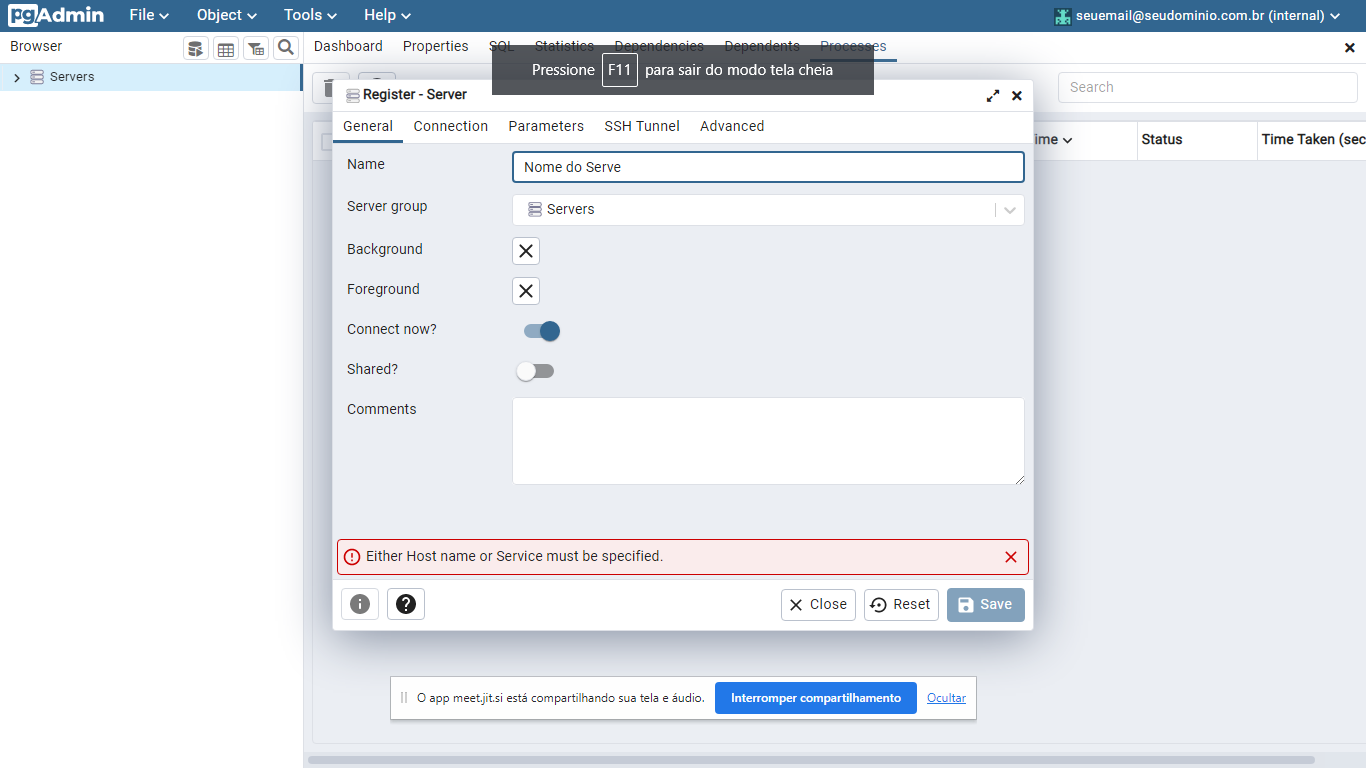 pgAdmin File Object Tools Help seuemail@seudominio.com.br (internal)
Browser Dashboard Properties SQL Statistics Dependencies Dependents Processes
Servers
Pressione F11 para sair do modo tela cheia
Search
Register - Server
General Connection Parameters SSH Tunnel Advanced
ime Status Time Taken (sec
Name Nome do Serve
Server group Servers
Background
Foreground
Connect now?
Shared?
Comments
Either Host name or Service must be specified.
Close Reset Save
O app meet.jit.si está compartilhando sua tela e áudio. Interromper compartilhamento Ocultar